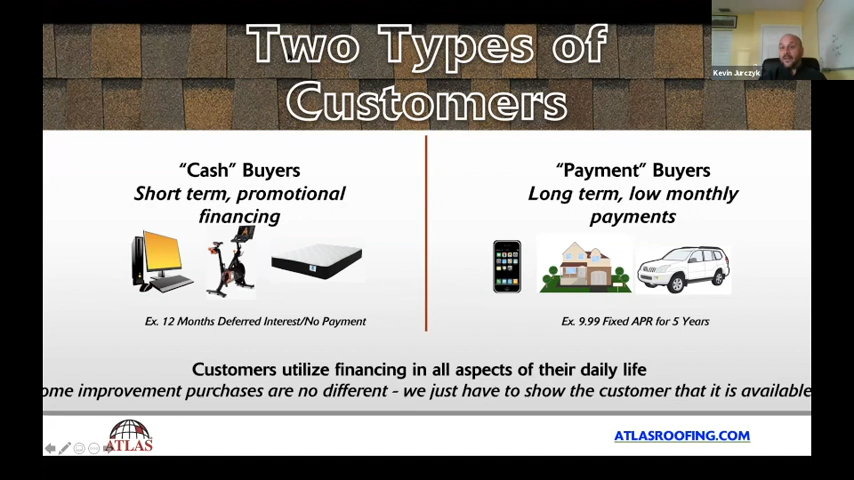 Two Types of
Customers
Kevin Jurczyk
"Cash" Buyers
Short term, promotional
financing
Ex. 12 Months Deferred Interest/No Payment
"Payment" Buyers
Long term, low monthly
payments
Ex. 9.99 Fixed APR for 5 Years
Customers utilize financing in all aspects of their daily life
ome improvement purchases are no different - we just have to show the customer that it is available
ATLAS
ATLASROOFING.COM